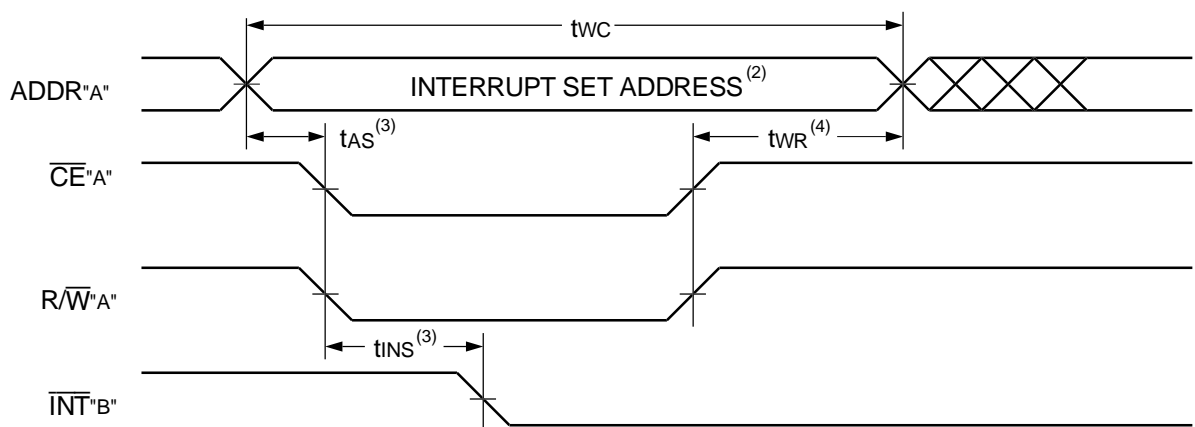 tWC
ADDR"A" INTERRUPT SET ADDRESS(2)
tAS(3) tWR(4)
CE"A"
R/W"A"
tINS(3)
INT"B"